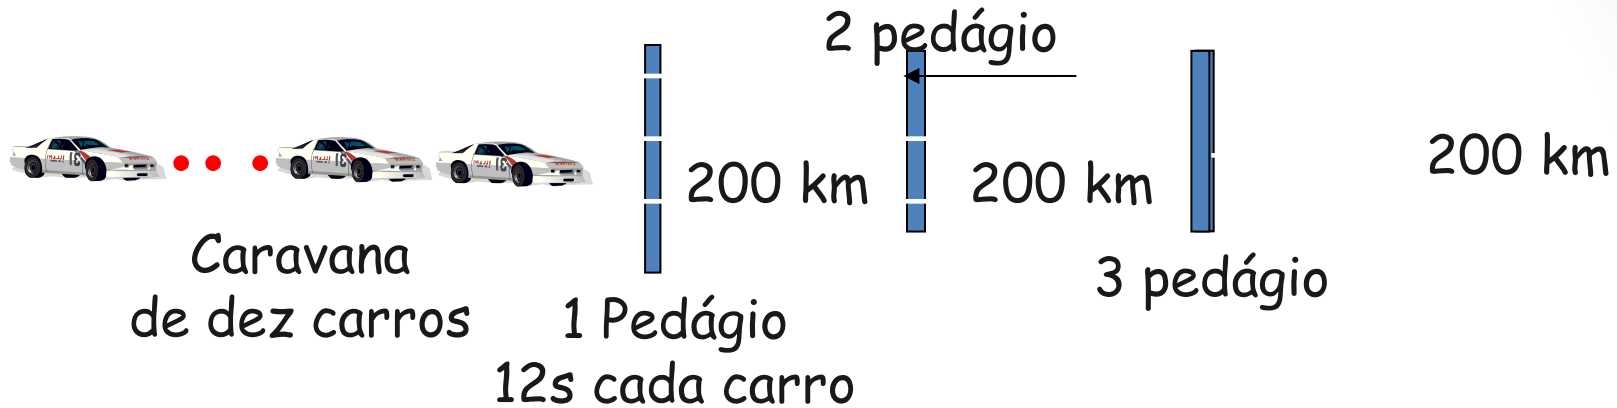 2 pedágio
200 km
200 km
200 km
Caravana
de dez carros
1 Pedágio
12s cada carro
3 pedágio